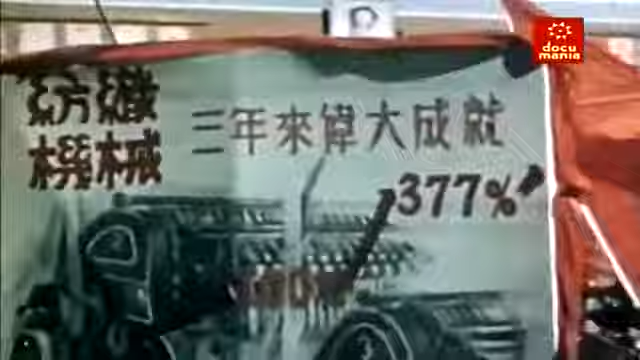 紡織
機械
三年來偉大成就
377%
docu
mania